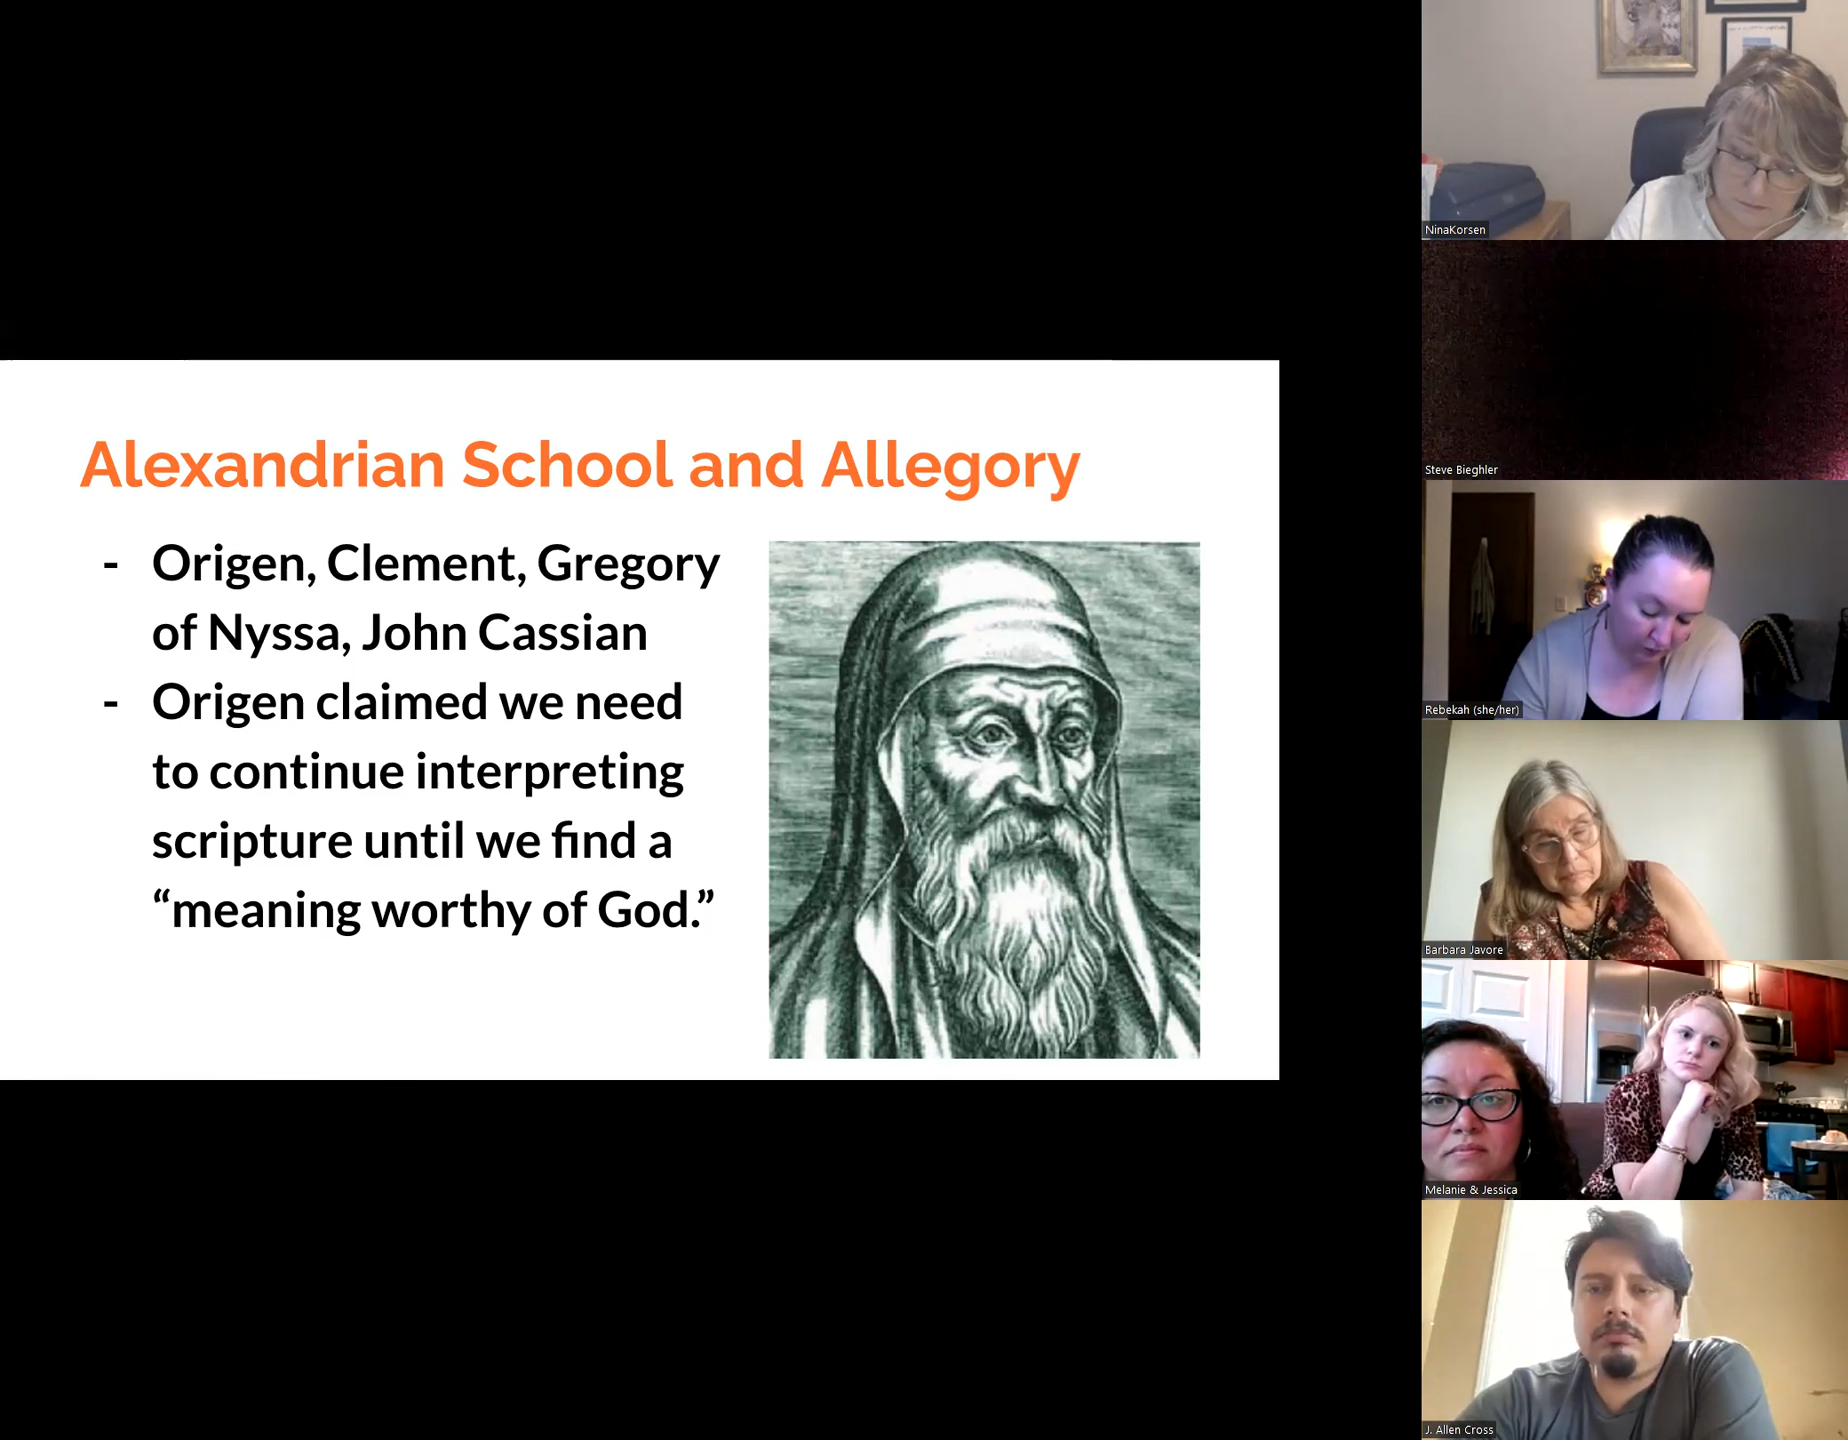 Alexandrian School and Allegory
- Origen, Clement, Gregory
of Nyssa, John Cassian
- Origen claimed we need
to continue interpreting
scripture until we find a
“meaning worthy of God.”
NinaKorsen
Steve Bieghler
Rebekah (she/her)
Barbara Javore
Melanie & Jessica
J. Allen Cross